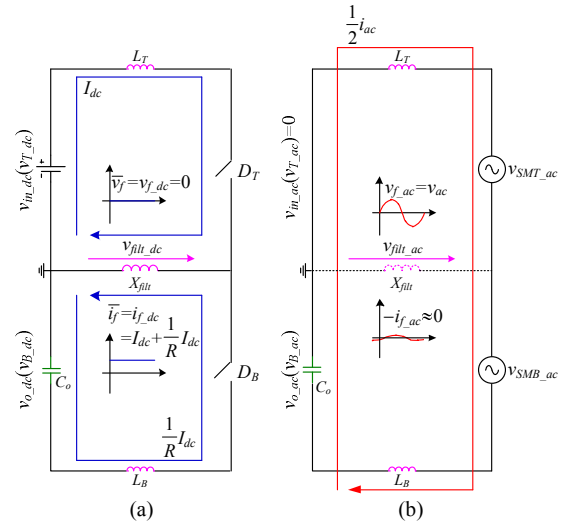 L_T
I_dc
v_in_dc(v_T_dc)
v̄_f=v_f_dc=0
D_T
v_filt_dc
X_filt
ī_f=i_f_dc
=I_dc+1/R I_dc
v_o_dc(v_B_dc)
C_o
D_B
1/R I_dc
L_B
(a)
1/2 i_ac
L_T
v_in_ac(v_T_ac)=0
v_f_ac=v_ac
v_SMT_ac
v_filt_ac
X_filt
−i_f_ac≈0
v_o_ac(v_B_ac)
C_o
v_SMB_ac
L_B
(b)